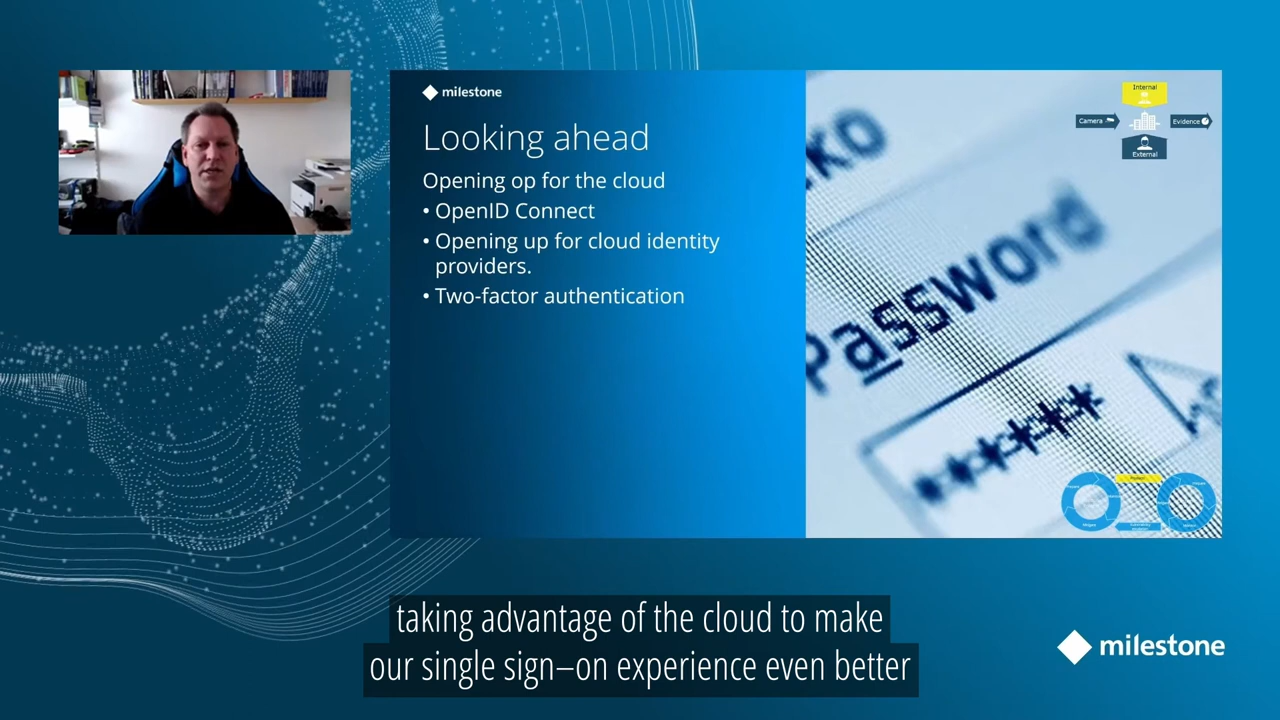 milestone
Looking ahead
Opening op for the cloud
• OpenID Connect
• Opening up for cloud identity
providers.
• Two-factor authentication
Internal
Camera
Evidence
External
ko
Password
******
taking advantage of the cloud to make
our single sign–on experience even better
milestone